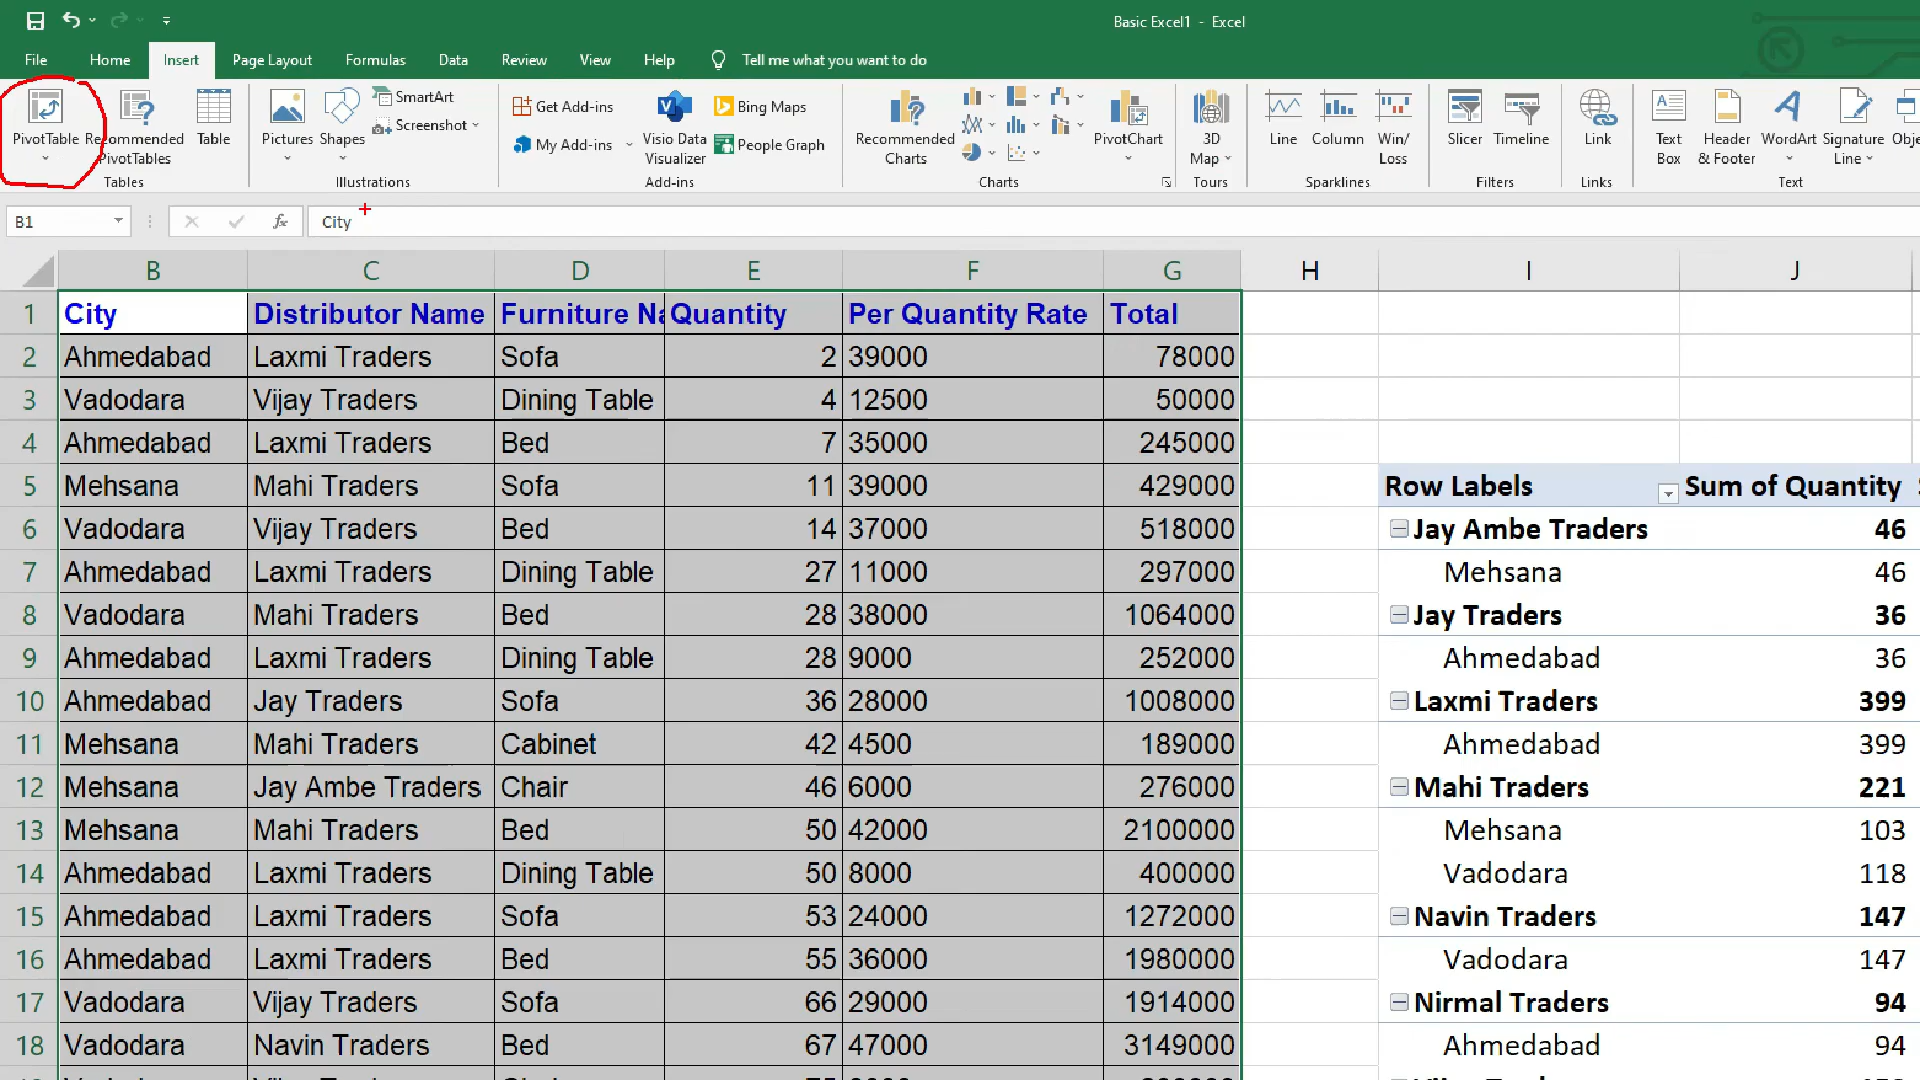 Basic Excel1 - Excel
File Home Insert Page Layout Formulas Data Review View Help Tell me what you want to do
PivotTable Recommended PivotTables Table
Tables
Pictures Shapes SmartArt Screenshot
Illustrations
Get Add-ins My Add-ins Visio Data Visualizer Bing Maps People Graph
Add-ins
Recommended Charts PivotChart
Charts
3D Map
Tours
Line Column Win/Loss
Sparklines
Slicer Timeline
Filters
Link
Links
Text Box Header & Footer WordArt Signature Line
Text
B1 fx City
B C D E F G H I J
1 City Distributor Name Furniture Na Quantity Per Quantity Rate Total
2 Ahmedabad Laxmi Traders Sofa 2 39000 78000
3 Vadodara Vijay Traders Dining Table 4 12500 50000
4 Ahmedabad Laxmi Traders Bed 7 35000 245000
5 Mehsana Mahi Traders Sofa 11 39000 429000 Row Labels Sum of Quantity
6 Vadodara Vijay Traders Bed 14 37000 518000 Jay Ambe Traders 46
7 Ahmedabad Laxmi Traders Dining Table 27 11000 297000 Mehsana 46
8 Vadodara Mahi Traders Bed 28 38000 1064000 Jay Traders 36
9 Ahmedabad Laxmi Traders Dining Table 28 9000 252000 Ahmedabad 36
10 Ahmedabad Jay Traders Sofa 36 28000 1008000 Laxmi Traders 399
11 Mehsana Mahi Traders Cabinet 42 4500 189000 Ahmedabad 399
12 Mehsana Jay Ambe Traders Chair 46 6000 276000 Mahi Traders 221
13 Mehsana Mahi Traders Bed 50 42000 2100000 Mehsana 103
14 Ahmedabad Laxmi Traders Dining Table 50 8000 400000 Vadodara 118
15 Ahmedabad Laxmi Traders Sofa 53 24000 1272000 Navin Traders 147
16 Ahmedabad Laxmi Traders Bed 55 36000 1980000 Vadodara 147
17 Vadodara Vijay Traders Sofa 66 29000 1914000 Nirmal Traders 94
18 Vadodara Navin Traders Bed 67 47000 3149000 Ahmedabad 94